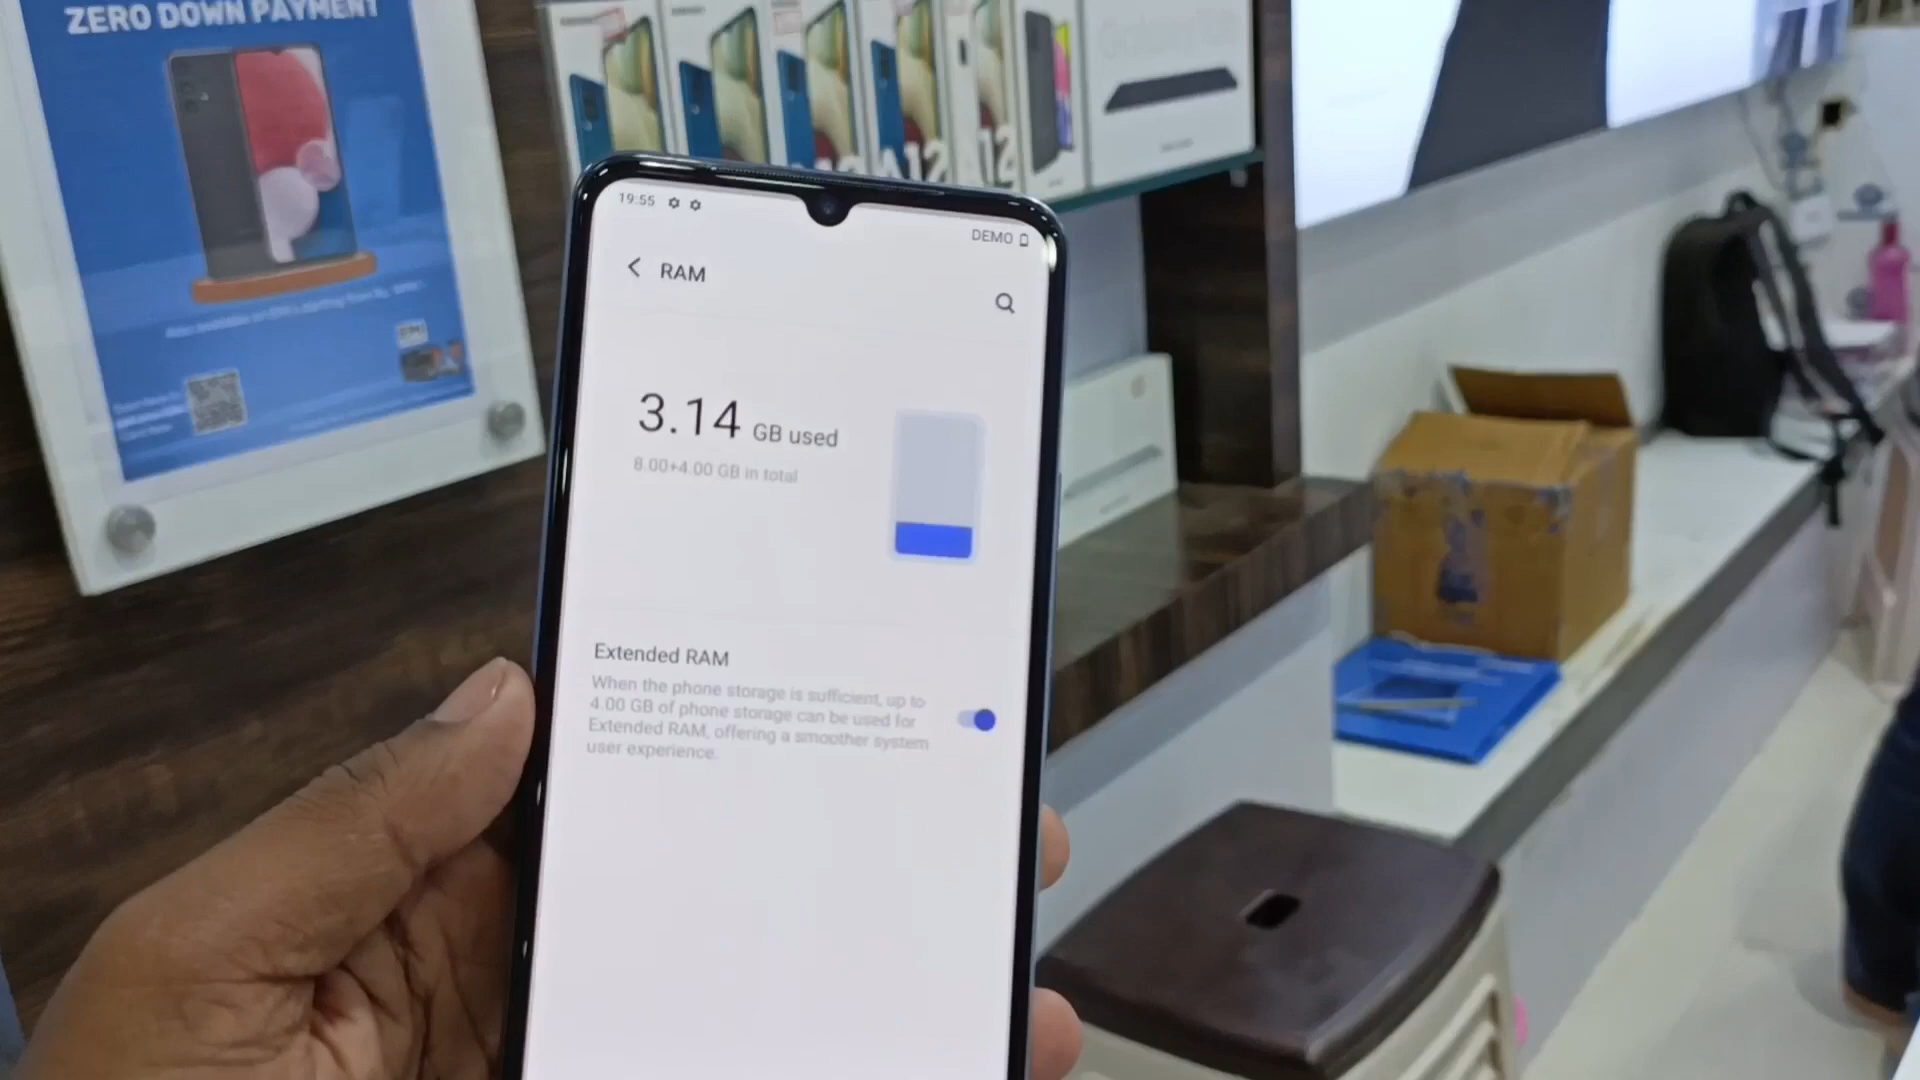 ZERO DOWN PAYMENT
A12
12
19:55
DEMO
RAM
3.14 GB used
8.00+4.00 GB in total
Extended RAM
When the phone storage is sufficient, up to
4.00 GB of phone storage can be used for
Extended RAM, offering a smoother system
user experience.